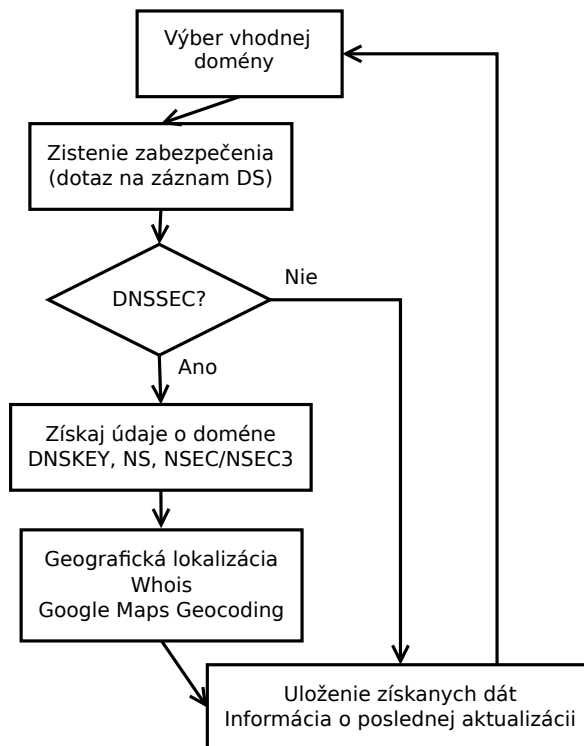 Výber vhodnej
domény
Zistenie zabezpečenia
(dotaz na záznam DS)
DNSSEC?
Nie
Ano
Získaj údaje o doméne
DNSKEY, NS, NSEC/NSEC3
Geografická lokalizácia
Whois
Google Maps Geocoding
Uloženie získaných dát
Informácia o poslednej aktualizácii